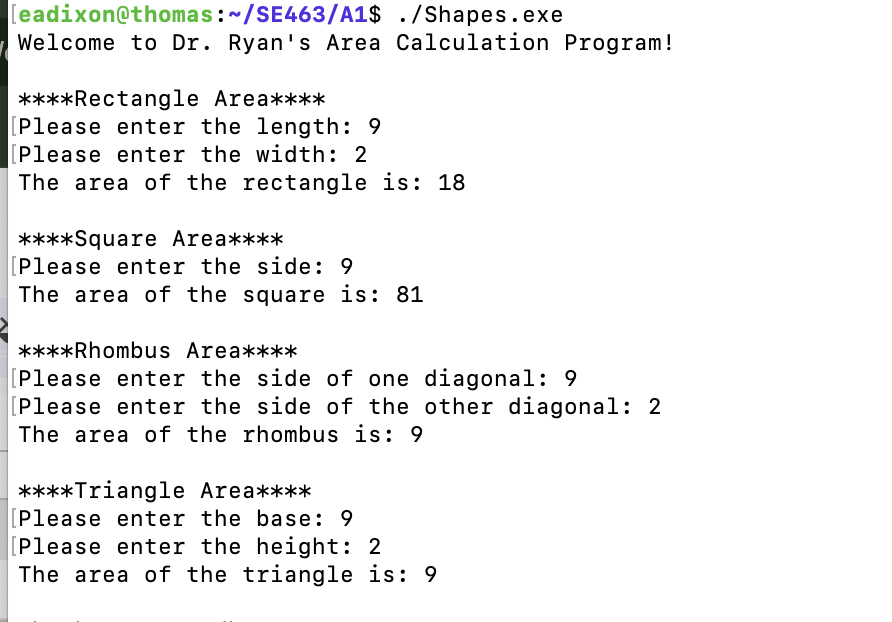 [eadixon@thomas:~/SE463/A1$ ./Shapes.exe
Welcome to Dr. Ryan's Area Calculation Program!
****Rectangle Area****
[Please enter the length: 9
[Please enter the width: 2
The area of the rectangle is: 18
****Square Area****
[Please enter the side: 9
The area of the square is: 81
****Rhombus Area****
[Please enter the side of one diagonal: 9
[Please enter the side of the other diagonal: 2
The area of the rhombus is: 9
****Triangle Area****
[Please enter the base: 9
[Please enter the height: 2
The area of the triangle is: 9